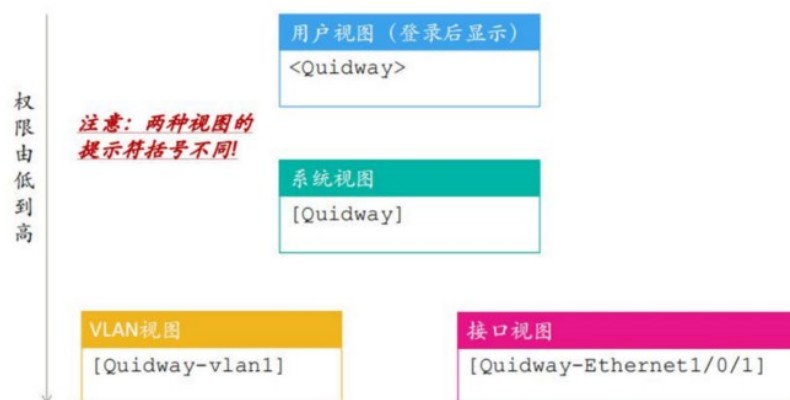 用户视图（登录后显示）
<Quidway>
权限由低到高
注意：两种视图的
提示符括号不同!
系统视图
[Quidway]
VLAN视图
[Quidway-vlan1]
接口视图
[Quidway-Ethernet1/0/1]